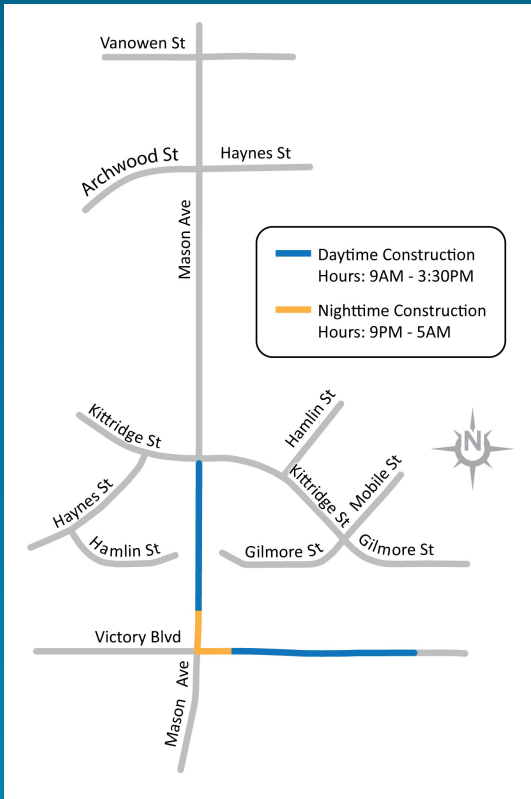 Vanowen St
Archwood St
Haynes St
Mason Ave
Daytime Construction
Hours: 9AM - 3:30PM
Nighttime Construction
Hours: 9PM - 5AM
Kittridge St
Hamlin St
N
Haynes St
Kittridge St
Mobile St
Hamlin St
Gilmore St
Gilmore St
Victory Blvd
Mason Ave